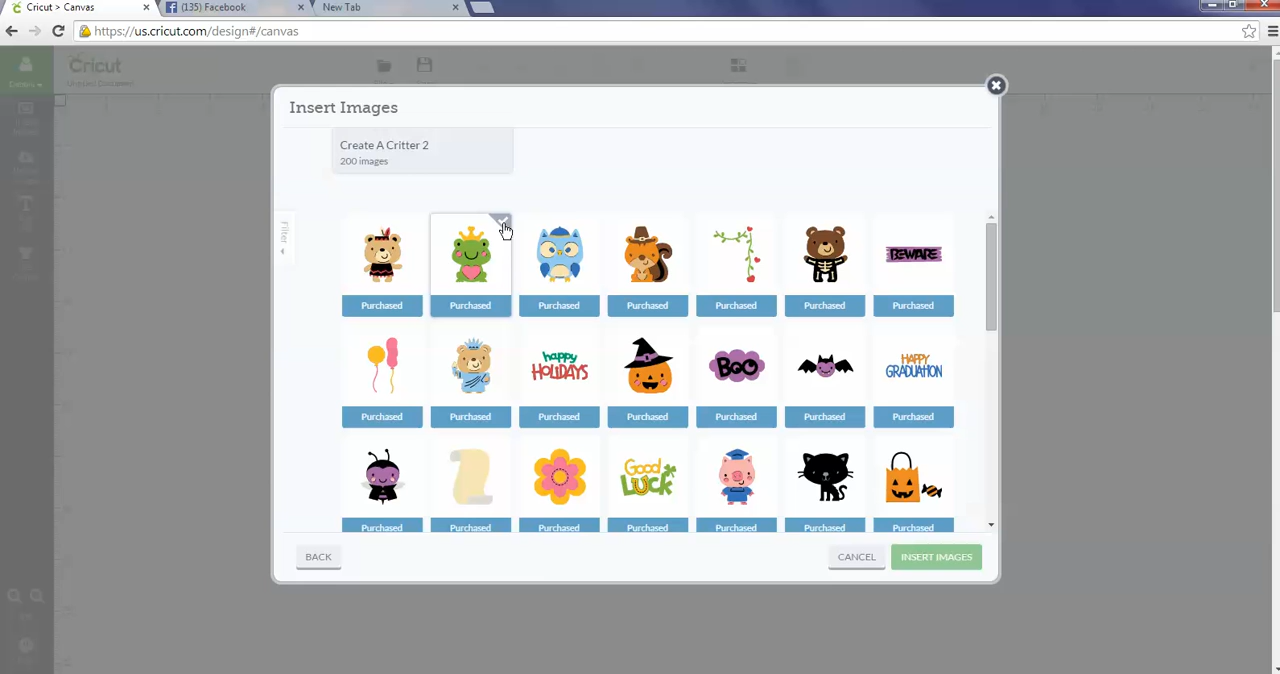 Cricut > Canvas
(135) Facebook
New Tab
https://us.cricut.com/design#/canvas
Cricut
Insert Images
Create A Critter 2
200 images
Filter
BEWARE
Purchased Purchased Purchased Purchased Purchased Purchased Purchased
happy HOLIDAYS
BOO
HAPPY GRADUATION
Purchased Purchased Purchased Purchased Purchased Purchased Purchased
Good Luck
Purchased Purchased Purchased Purchased Purchased Purchased Purchased
BACK
CANCEL
INSERT IMAGES